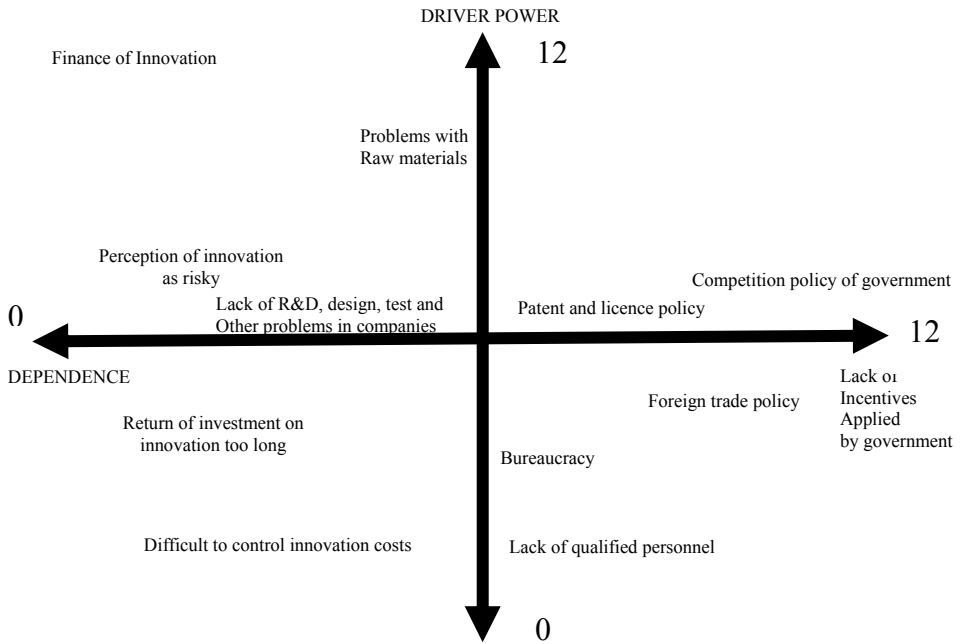 DRIVER POWER
12
Finance of Innovation
Problems with
Raw materials
Perception of innovation
as risky
Competition policy of government
Lack of R&D, design, test and
Other problems in companies
Patent and licence policy
0
12
DEPENDENCE
Lack of
Incentives
Applied
by government
Foreign trade policy
Return of investment on
innovation too long
Bureaucracy
Difficult to control innovation costs
Lack of qualified personnel
0